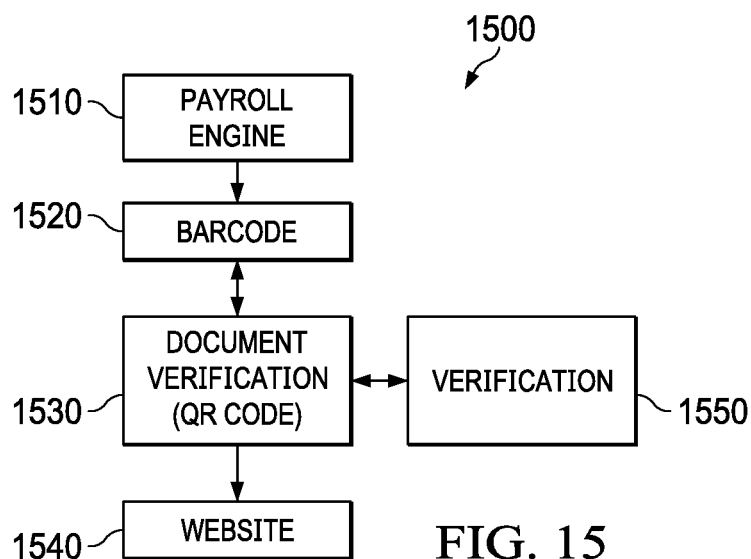 1500
1510
PAYROLL
ENGINE
1520
BARCODE
1530
DOCUMENT
VERIFICATION
(QR CODE)
VERIFICATION
1550
1540
WEBSITE
FIG. 15